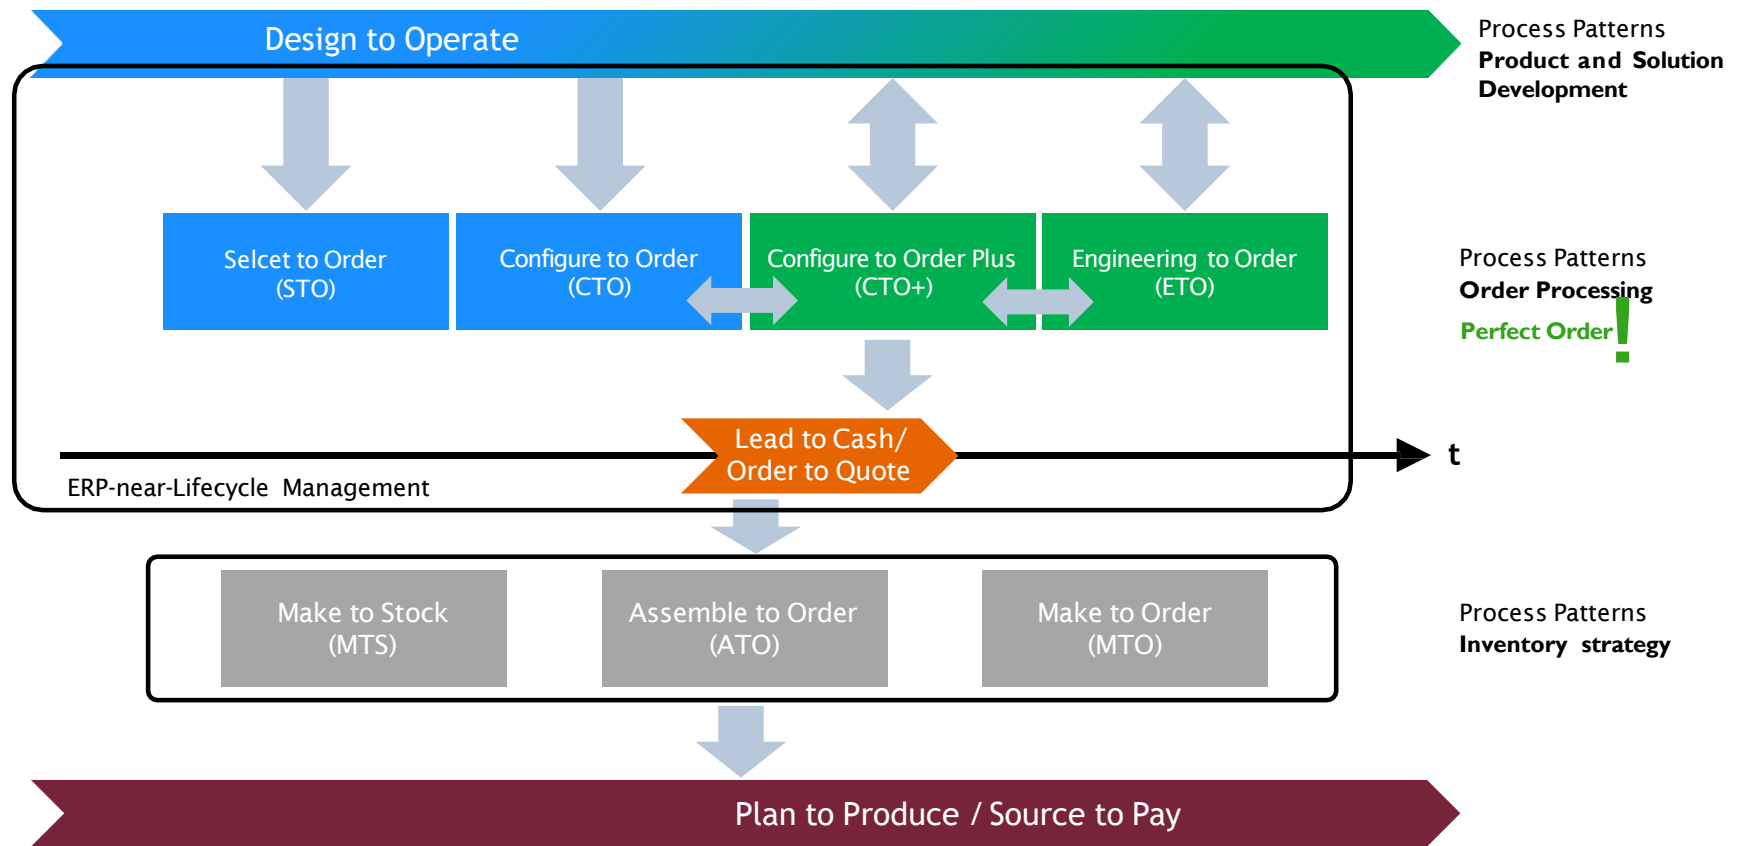 Design to Operate
Process Patterns
Product and Solution
Development
Selcet to Order
(STO)
Configure to Order
(CTO)
Configure to Order Plus
(CTO+)
Engineering to Order
(ETO)
Process Patterns
Order Processing
Perfect Order!
Lead to Cash/
Order to Quote
t
ERP-near-Lifecycle Management
Make to Stock
(MTS)
Assemble to Order
(ATO)
Make to Order
(MTO)
Process Patterns
Inventory strategy
Plan to Produce / Source to Pay